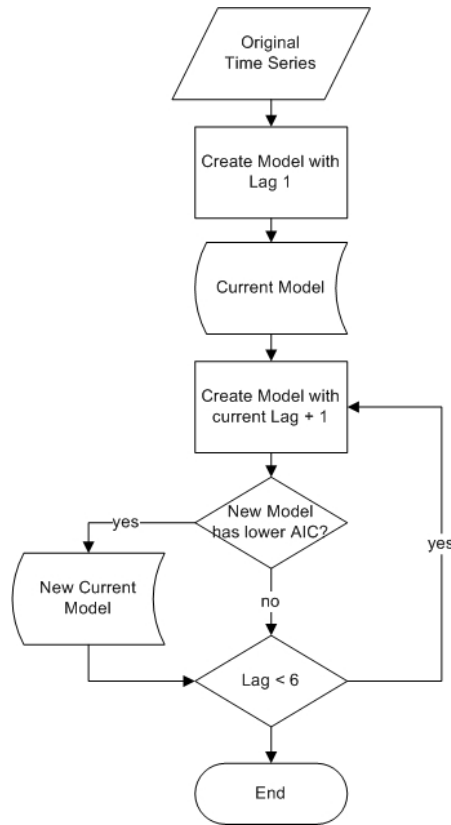 Original
Time Series
Create Model with
Lag 1
Current Model
Create Model with
current Lag + 1
New Model
has lower AIC?
yes
yes
New Current
Model
no
Lag < 6
End